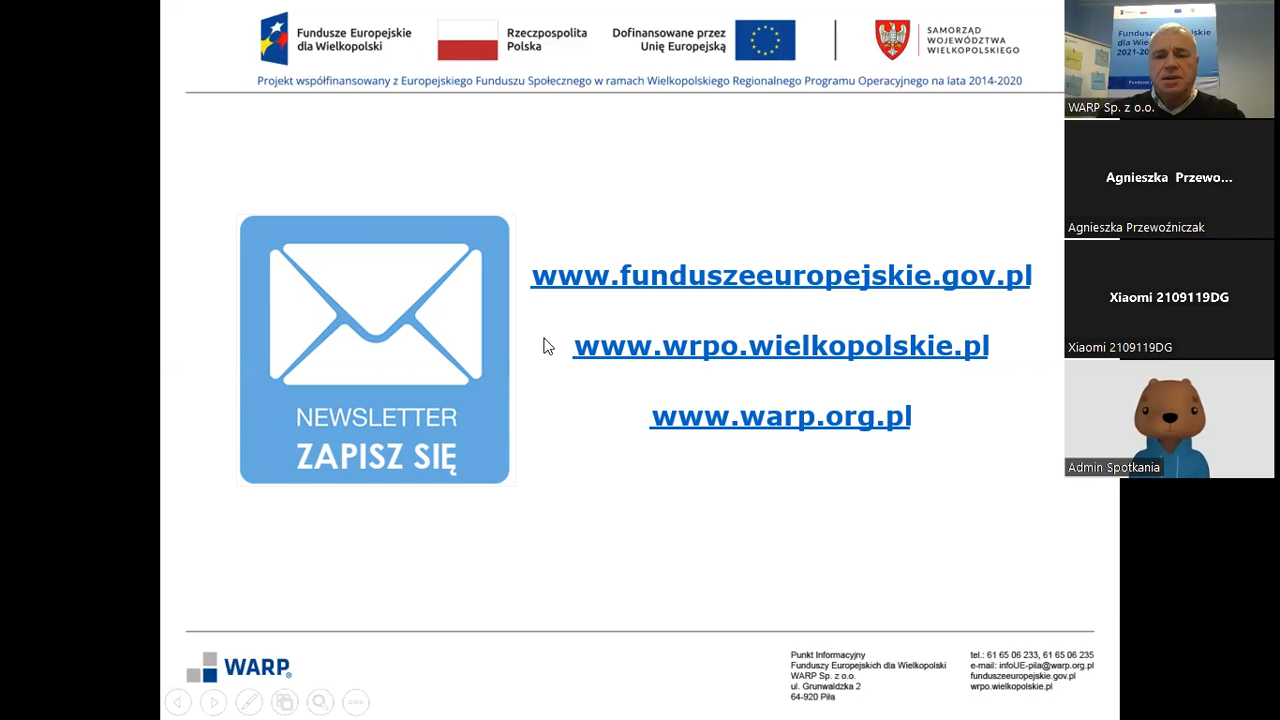 Fundusze Europejskie
dla Wielkopolski
Rzeczpospolita
Polska
Dofinansowane przez
Unię Europejską
SAMORZĄD
WOJEWÓDZTWA
WIELKOPOLSKIEGO
Projekt współfinansowany z Europejskiego Funduszu Społecznego w ramach Wielkopolskiego Regionalnego Programu Operacyjnego na lata 2014-2020
NEWSLETTER
ZAPISZ SIĘ
www.funduszeeuropejskie.gov.pl
www.wrpo.wielkopolskie.pl
www.warp.org.pl
WARP
Punkt Informacyjny
Funduszy Europejskich dla Wielkopolski
WARP Sp. z o.o.
ul. Grunwaldzka 2
64-920 Piła
tel.: 61 65 06 233, 61 65 06 235
e-mail: infoUE-pila@warp.org.pl
funduszeeuropejskie.gov.pl
wrpo.wielkopolskie.pl
WARP Sp. z o.o.
Agnieszka Przewo...
Agnieszka Przewoźniczak
Xiaomi 2109119DG
Xiaomi 2109119DG
Admin Spotkania